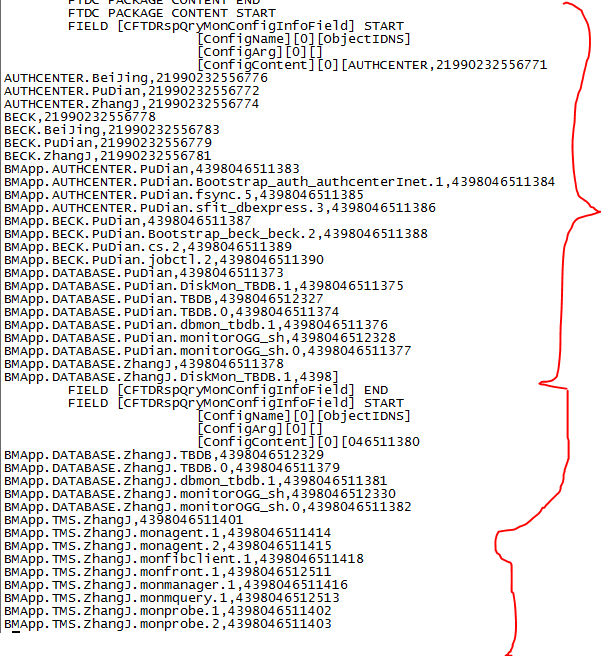 FTDC PACKAGE CONTENT END
FTDC PACKAGE CONTENT START
FIELD [CFTDRspQryMonConfigInfoField] START
[ConfigName][0][ObjectIDNS]
[ConfigArg][0][]
[ConfigContent][0][AUTHCENTER,21990232556771
AUTHCENTER.BeiJing,21990232556776
AUTHCENTER.PuDian,21990232556772
AUTHCENTER.ZhangJ,21990232556774
BECK,21990232556778
BECK.BeiJing,21990232556783
BECK.PuDian,21990232556779
BECK.ZhangJ,21990232556781
BMApp.AUTHCENTER.PuDian,4398046511383
BMApp.AUTHCENTER.PuDian.Bootstrap_auth_authcenterInet.1,4398046511384
BMApp.AUTHCENTER.PuDian.fsync.5,4398046511385
BMApp.AUTHCENTER.PuDian.sfit_dbexpress.3,4398046511386
BMApp.BECK.PuDian,4398046511387
BMApp.BECK.PuDian.Bootstrap_beck_beck.2,4398046511388
BMApp.BECK.PuDian.cs.2,4398046511389
BMApp.BECK.PuDian.jobctl.2,4398046511390
BMApp.DATABASE.PuDian,4398046511373
BMApp.DATABASE.PuDian.DiskMon_TBDB.1,4398046511375
BMApp.DATABASE.PuDian.TBDB,4398046512327
BMApp.DATABASE.PuDian.TBDB.0,4398046511374
BMApp.DATABASE.PuDian.dbmon_tbdb.1,4398046511376
BMApp.DATABASE.PuDian.monitorOGG_sh,4398046512328
BMApp.DATABASE.PuDian.monitorOGG_sh.0,4398046511377
BMApp.DATABASE.ZhangJ,4398046511378
BMApp.DATABASE.ZhangJ.DiskMon_TBDB.1,4398]
FIELD [CFTDRspQryMonConfigInfoField] END
FIELD [CFTDRspQryMonConfigInfoField] START
[ConfigName][0][ObjectIDNS]
[ConfigArg][0][]
[ConfigContent][0][046511380
BMApp.DATABASE.ZhangJ.TBDB,4398046512329
BMApp.DATABASE.ZhangJ.TBDB.0,4398046511379
BMApp.DATABASE.ZhangJ.dbmon_tbdb.1,4398046511381
BMApp.DATABASE.ZhangJ.monitorOGG_sh,4398046512330
BMApp.DATABASE.ZhangJ.monitorOGG_sh.0,4398046511382
BMApp.TMS.ZhangJ,4398046511401
BMApp.TMS.ZhangJ.monagent.1,4398046511414
BMApp.TMS.ZhangJ.monagent.2,4398046511415
BMApp.TMS.ZhangJ.monfibclient.1,4398046511418
BMApp.TMS.ZhangJ.monfront.1,4398046512511
BMApp.TMS.ZhangJ.monmanager.1,4398046511416
BMApp.TMS.ZhangJ.monmquery.1,4398046512513
BMApp.TMS.ZhangJ.monprobe.1,4398046511402
BMApp.TMS.ZhangJ.monprobe.2,4398046511403